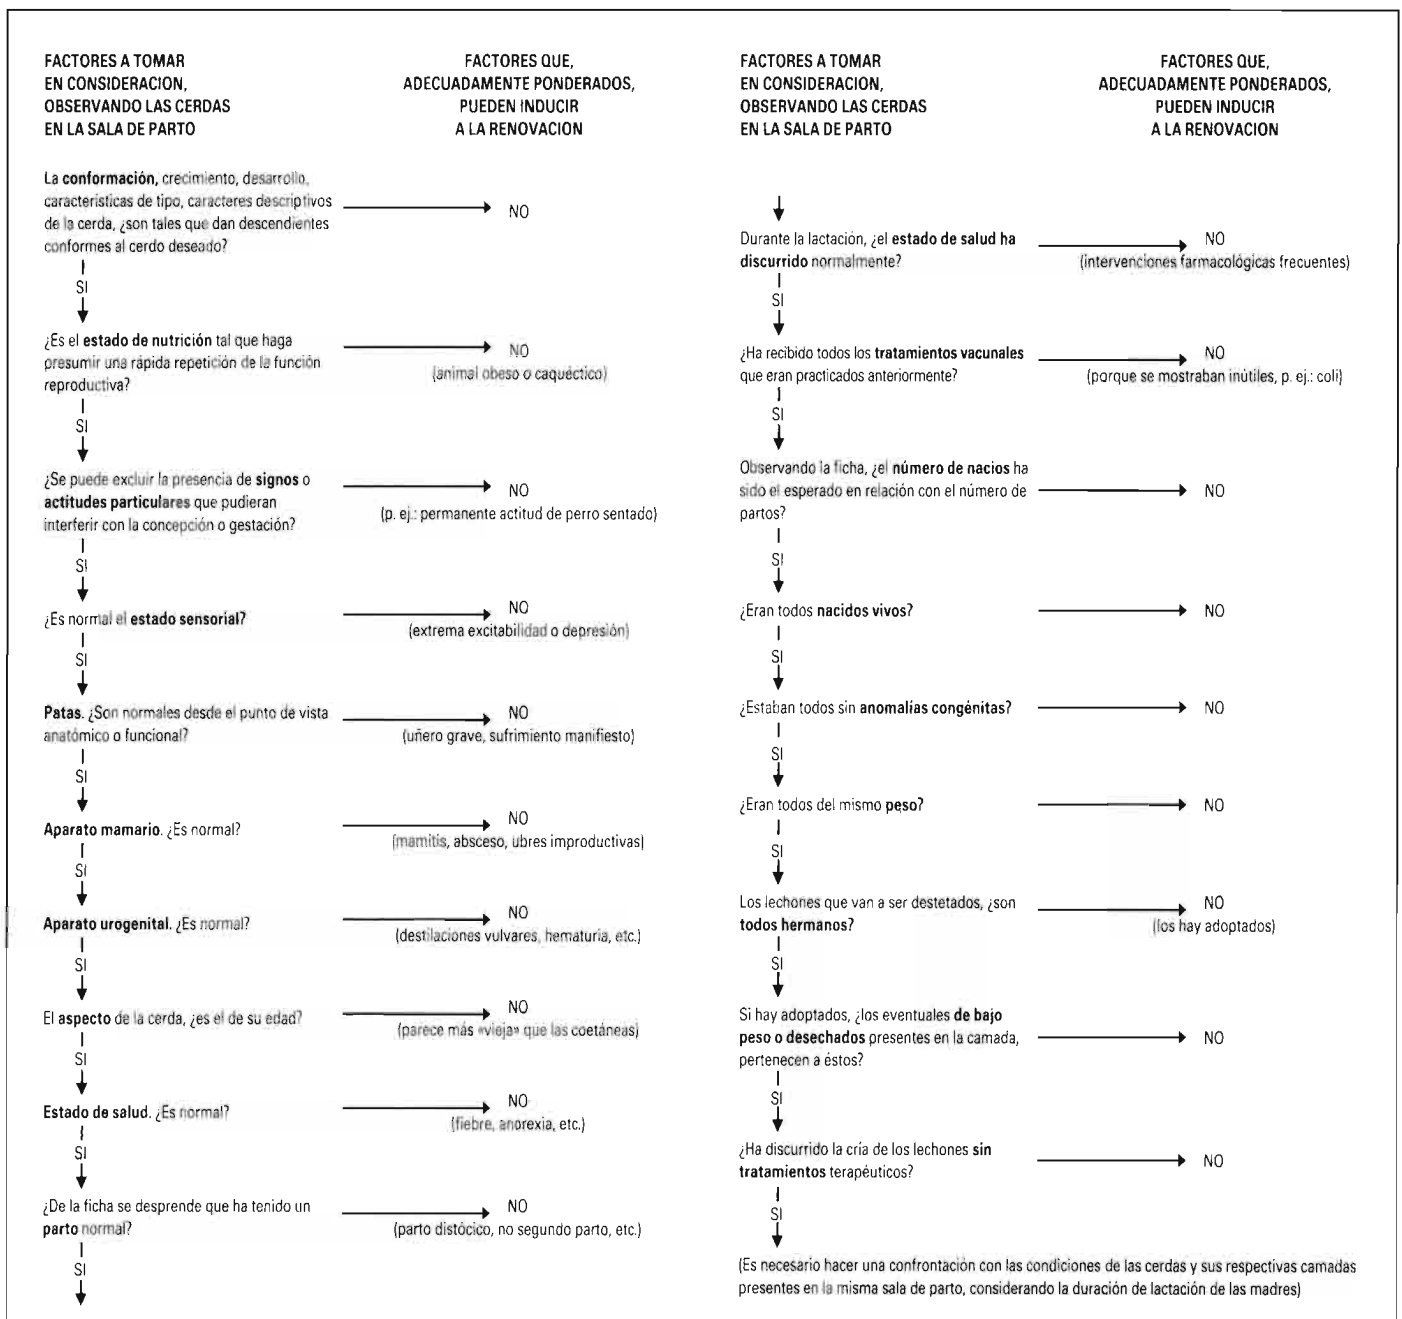 FACTORES A TOMAR
EN CONSIDERACION,
OBSERVANDO LAS CERDAS
EN LA SALA DE PARTO
FACTORES QUE,
ADECUADAMENTE PONDERADOS,
PUEDEN INDUCIR
A LA RENOVACION
La conformación, crecimiento, desarrollo,
características de tipo, caracteres descriptivos
de la cerda, ¿son tales que dan descendientes
conformes al cerdo deseado?
NO
SI
¿Es el estado de nutrición tal que haga
presumir una rápida repetición de la función
reproductiva?
NO
(animal obeso o caquéctico)
SI
¿Se puede excluir la presencia de signos o
actitudes particulares que pudieran
interferir con la concepción o gestación?
NO
(p. ej.: permanente actitud de perro sentado)
SI
¿Es normal el estado sensorial?
NO
(extrema excitabilidad o depresión)
SI
Patas. ¿Son normales desde el punto de vista
anatómico o funcional?
NO
(uñero grave, sufrimiento manifiesto)
SI
Aparato mamario. ¿Es normal?
NO
(mamitis, absceso, ubres improductivas)
SI
Aparato urogenital. ¿Es normal?
NO
(destilaciones vulvares, hematuria, etc.)
SI
El aspecto de la cerda, ¿es el de su edad?
NO
(parece más «vieja» que las coetáneas)
SI
Estado de salud. ¿Es normal?
NO
(fiebre, anorexia, etc.)
SI
¿De la ficha se desprende que ha tenido un
parto normal?
NO
(parto distócico, no segundo parto, etc.)
SI
FACTORES A TOMAR
EN CONSIDERACION,
OBSERVANDO LAS CERDAS
EN LA SALA DE PARTO
FACTORES QUE,
ADECUADAMENTE PONDERADOS,
PUEDEN INDUCIR
A LA RENOVACION
Durante la lactación, ¿el estado de salud ha
discurrido normalmente?
NO
(intervenciones farmacológicas frecuentes)
SI
¿Ha recibido todos los tratamientos vacunales
que eran practicados anteriormente?
NO
(porque se mostraban inútiles, p. ej.: coli)
SI
Observando la ficha, ¿el número de nacios ha
sido el esperado en relación con el número de
partos?
NO
SI
¿Eran todos nacidos vivos?
NO
SI
¿Estaban todos sin anomalías congénitas?
NO
SI
¿Eran todos del mismo peso?
NO
SI
Los lechones que van a ser destetados, ¿son
todos hermanos?
NO
(los hay adoptados)
SI
Si hay adoptados, ¿los eventuales de bajo
peso o desechados presentes en la camada,
pertenecen a éstos?
NO
SI
¿Ha discurrido la cría de los lechones sin
tratamientos terapéuticos?
NO
SI
(Es necesario hacer una confrontación con las condiciones de las cerdas y sus respectivas camadas
presentes en la misma sala de parto, considerando la duración de lactación de las madres)